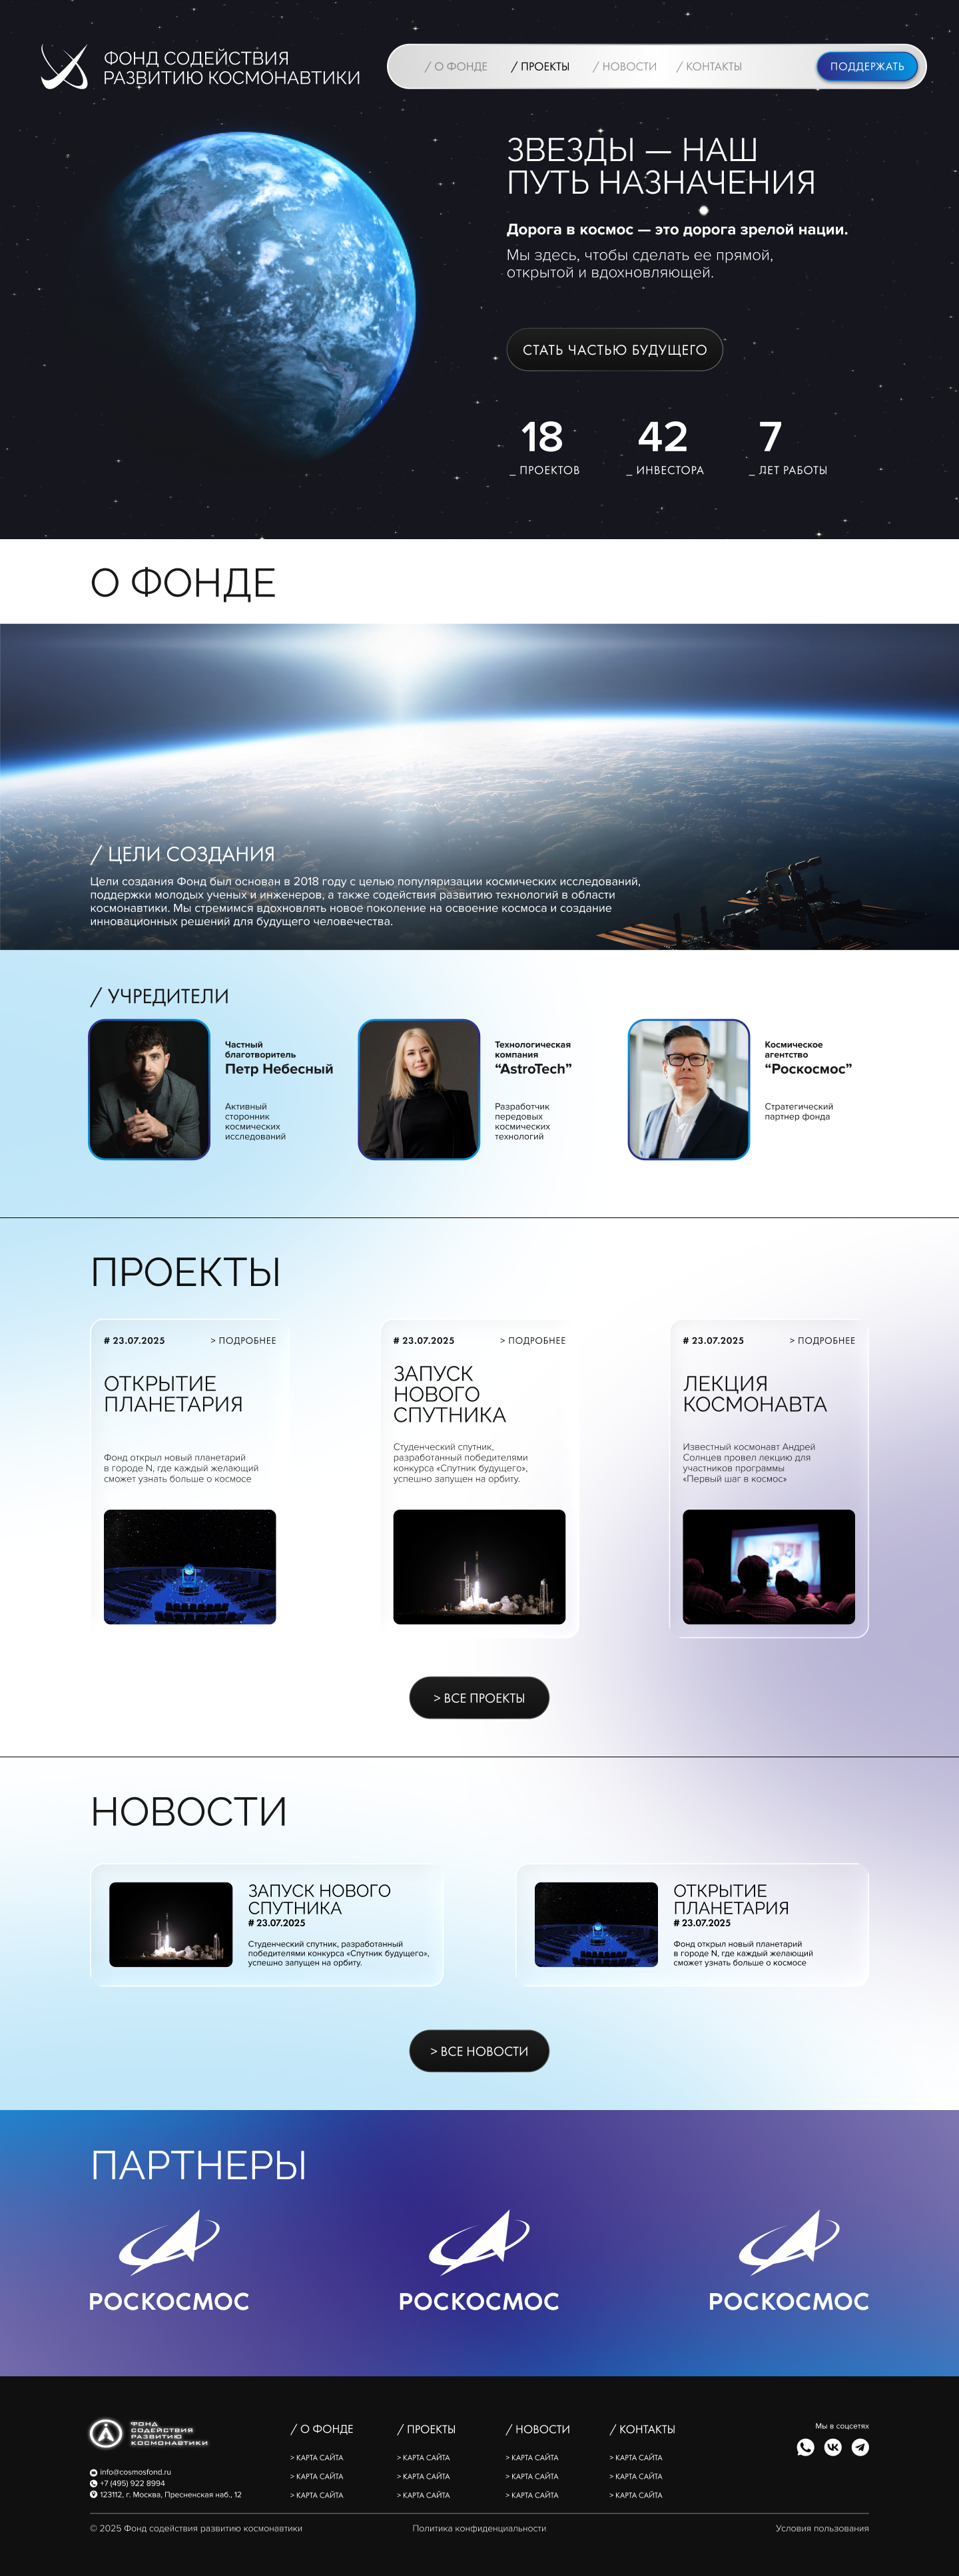 ФОНД СОДЕЙСТВИЯ
РАЗВИТИЮ КОСМОНАВТИКИ
/ О ФОНДЕ
/ ПРОЕКТЫ
/ НОВОСТИ
/ КОНТАКТЫ
ПОДДЕРЖАТЬ
ЗВЕЗДЫ — НАШ
ПУТЬ НАЗНАЧЕНИЯ
Дорога в космос — это дорога зрелой нации.
Мы здесь, чтобы сделать ее прямой,
открытой и вдохновляющей.
СТАТЬ ЧАСТЬЮ БУДУЩЕГО
18
_ ПРОЕКТОВ
42
_ ИНВЕСТОРА
7
_ ЛЕТ РАБОТЫ
О ФОНДЕ
/ ЦЕЛИ СОЗДАНИЯ
Цели создания Фонд был основан в 2018 году с целью популяризации космических исследований,
поддержки молодых ученых и инженеров, а также содействия развитию технологий в области
космонавтики. Мы стремимся вдохновлять новое поколение на освоение космоса и создание
инновационных решений для будущего человечества.
/ УЧРЕДИТЕЛИ
Частный
благотворитель
Петр Небесный
Активный
сторонник
космических
исследований
Технологическая
компания
“AstroTech”
Разработчик
передовых
космических
технологий
Космическое
агентство
“Роскосмос”
Стратегический
партнер фонда
ПРОЕКТЫ
# 23.07.2025
> ПОДРОБНЕЕ
ОТКРЫТИЕ
ПЛАНЕТАРИЯ
Фонд открыл новый планетарий
в городе N, где каждый желающий
сможет узнать больше о космосе
# 23.07.2025
> ПОДРОБНЕЕ
ЗАПУСК
НОВОГО
СПУТНИКА
Студенческий спутник,
разработанный победителями
конкурса «Спутник будущего»,
успешно запущен на орбиту.
# 23.07.2025
> ПОДРОБНЕЕ
ЛЕКЦИЯ
КОСМОНАВТА
Известный космонавт Андрей
Солнцев провел лекцию для
участников программы
«Первый шаг в космос»
> ВСЕ ПРОЕКТЫ
НОВОСТИ
ЗАПУСК НОВОГО
СПУТНИКА
# 23.07.2025
Студенческий спутник, разработанный
победителями конкурса «Спутник будущего»,
успешно запущен на орбиту.
ОТКРЫТИЕ
ПЛАНЕТАРИЯ
# 23.07.2025
Фонд открыл новый планетарий
в городе N, где каждый желающий
сможет узнать больше о космосе
> ВСЕ НОВОСТИ
ПАРТНЕРЫ
РОСКОСМОС
РОСКОСМОС
РОСКОСМОС
ФОНД
СОДЕЙСТВИЯ
РАЗВИТИЮ
КОСМОНАВТИКИ
info@cosmosfond.ru
+7 (495) 922 8994
123112, г. Москва, Пресненская наб., 12
/ О ФОНДЕ
> КАРТА САЙТА
> КАРТА САЙТА
> КАРТА САЙТА
/ ПРОЕКТЫ
> КАРТА САЙТА
> КАРТА САЙТА
> КАРТА САЙТА
/ НОВОСТИ
> КАРТА САЙТА
> КАРТА САЙТА
> КАРТА САЙТА
/ КОНТАКТЫ
> КАРТА САЙТА
> КАРТА САЙТА
> КАРТА САЙТА
Мы в соцсетях
© 2025 Фонд содействия развитию космонавтики
Политика конфиденциальности
Условия пользования